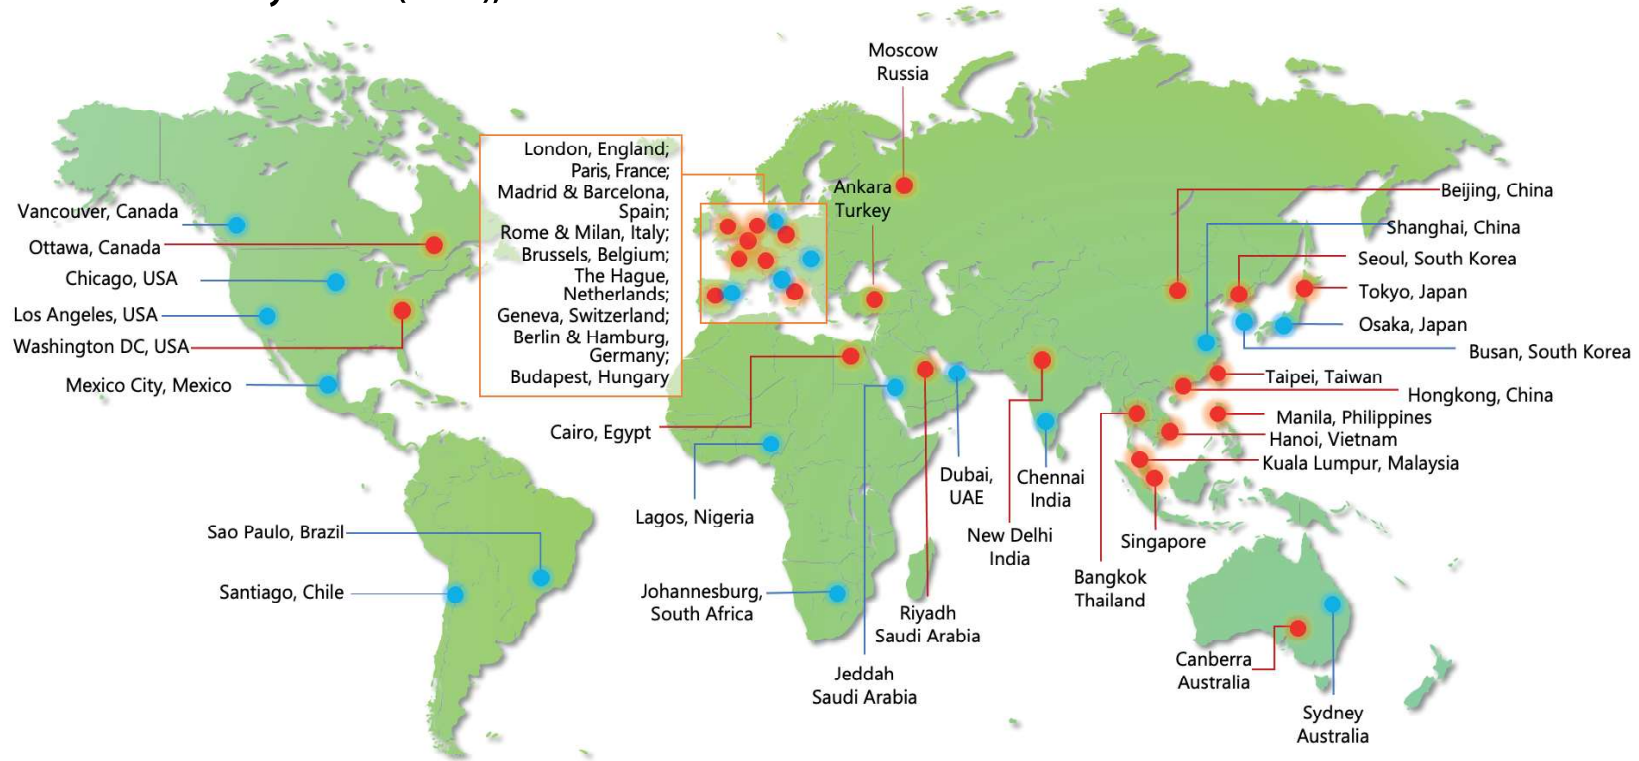 Moscow
Russia
London, England;
Paris, France;
Madrid & Barcelona,
Spain;
Rome & Milan, Italy;
Brussels, Belgium;
The Hague,
Netherlands;
Geneva, Switzerland;
Berlin & Hamburg,
Germany;
Budapest, Hungary
Ankara
Turkey
Vancouver, Canada
Ottawa, Canada
Chicago, USA
Los Angeles, USA
Washington DC, USA
Mexico City, Mexico
Beijing, China
Shanghai, China
Seoul, South Korea
Tokyo, Japan
Osaka, Japan
Busan, South Korea
Taipei, Taiwan
Hongkong, China
Manila, Philippines
Hanoi, Vietnam
Kuala Lumpur, Malaysia
Cairo, Egypt
Lagos, Nigeria
Dubai,
UAE
Chennai
India
New Delhi
India
Singapore
Bangkok
Thailand
Sao Paulo, Brazil
Santiago, Chile
Johannesburg,
South Africa
Riyadh
Saudi Arabia
Jeddah
Saudi Arabia
Canberra
Australia
Sydney
Australia